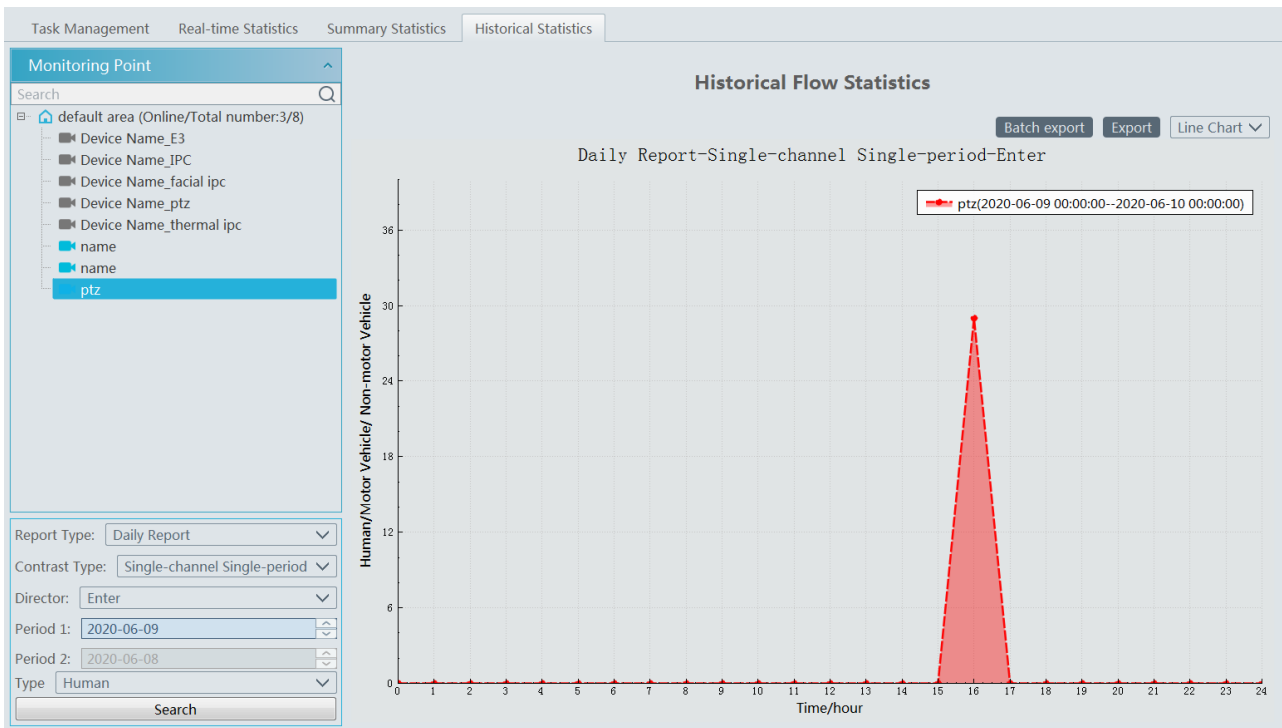 Task Management Real-time Statistics Summary Statistics Historical Statistics
Monitoring Point
Search
default area (Online/Total number:3/8)
Device Name_E3
Device Name_IPC
Device Name_facial ipc
Device Name_ptz
Device Name_thermal ipc
name
name
ptz
Report Type: Daily Report
Contrast Type: Single-channel Single-period
Director: Enter
Period 1: 2020-06-09
Period 2: 2020-06-08
Type Human
Search
Historical Flow Statistics
Batch export Export Line Chart
Daily Report-Single-channel Single-period-Enter
ptz(2020-06-09 00:00:00--2020-06-10 00:00:00)
Human/Motor Vehicle/ Non-motor Vehicle
36
30
24
18
12
6
0
0 1 2 3 4 5 6 7 8 9 10 11 12 13 14 15 16 17 18 19 20 21 22 23 24
Time/hour